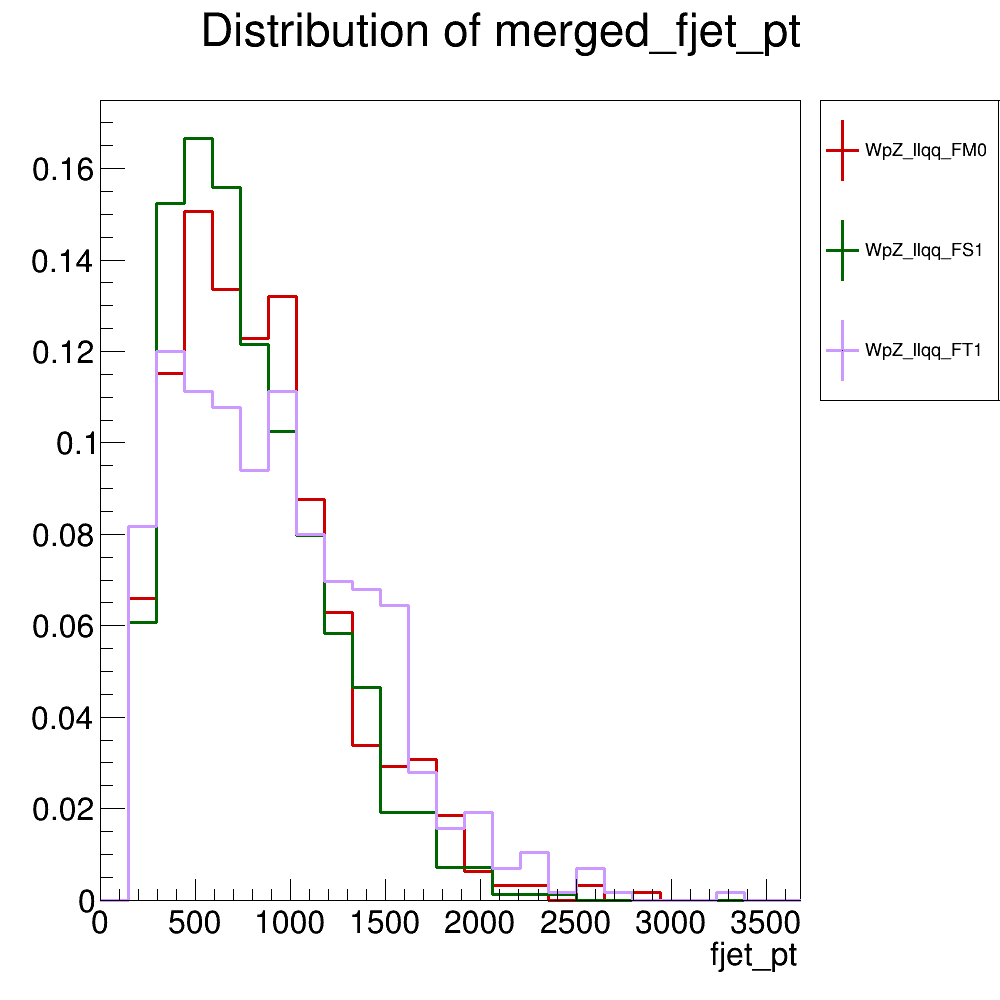 Distribution of merged_fjet_pt
WpZ_llqq_FM0
WpZ_llqq_FS1
WpZ_llqq_FT1
0.16
0.14
0.12
0.1
0.08
0.06
0.04
0.02
0
0 500 1000 1500 2000 2500 3000 3500
fjet_pt